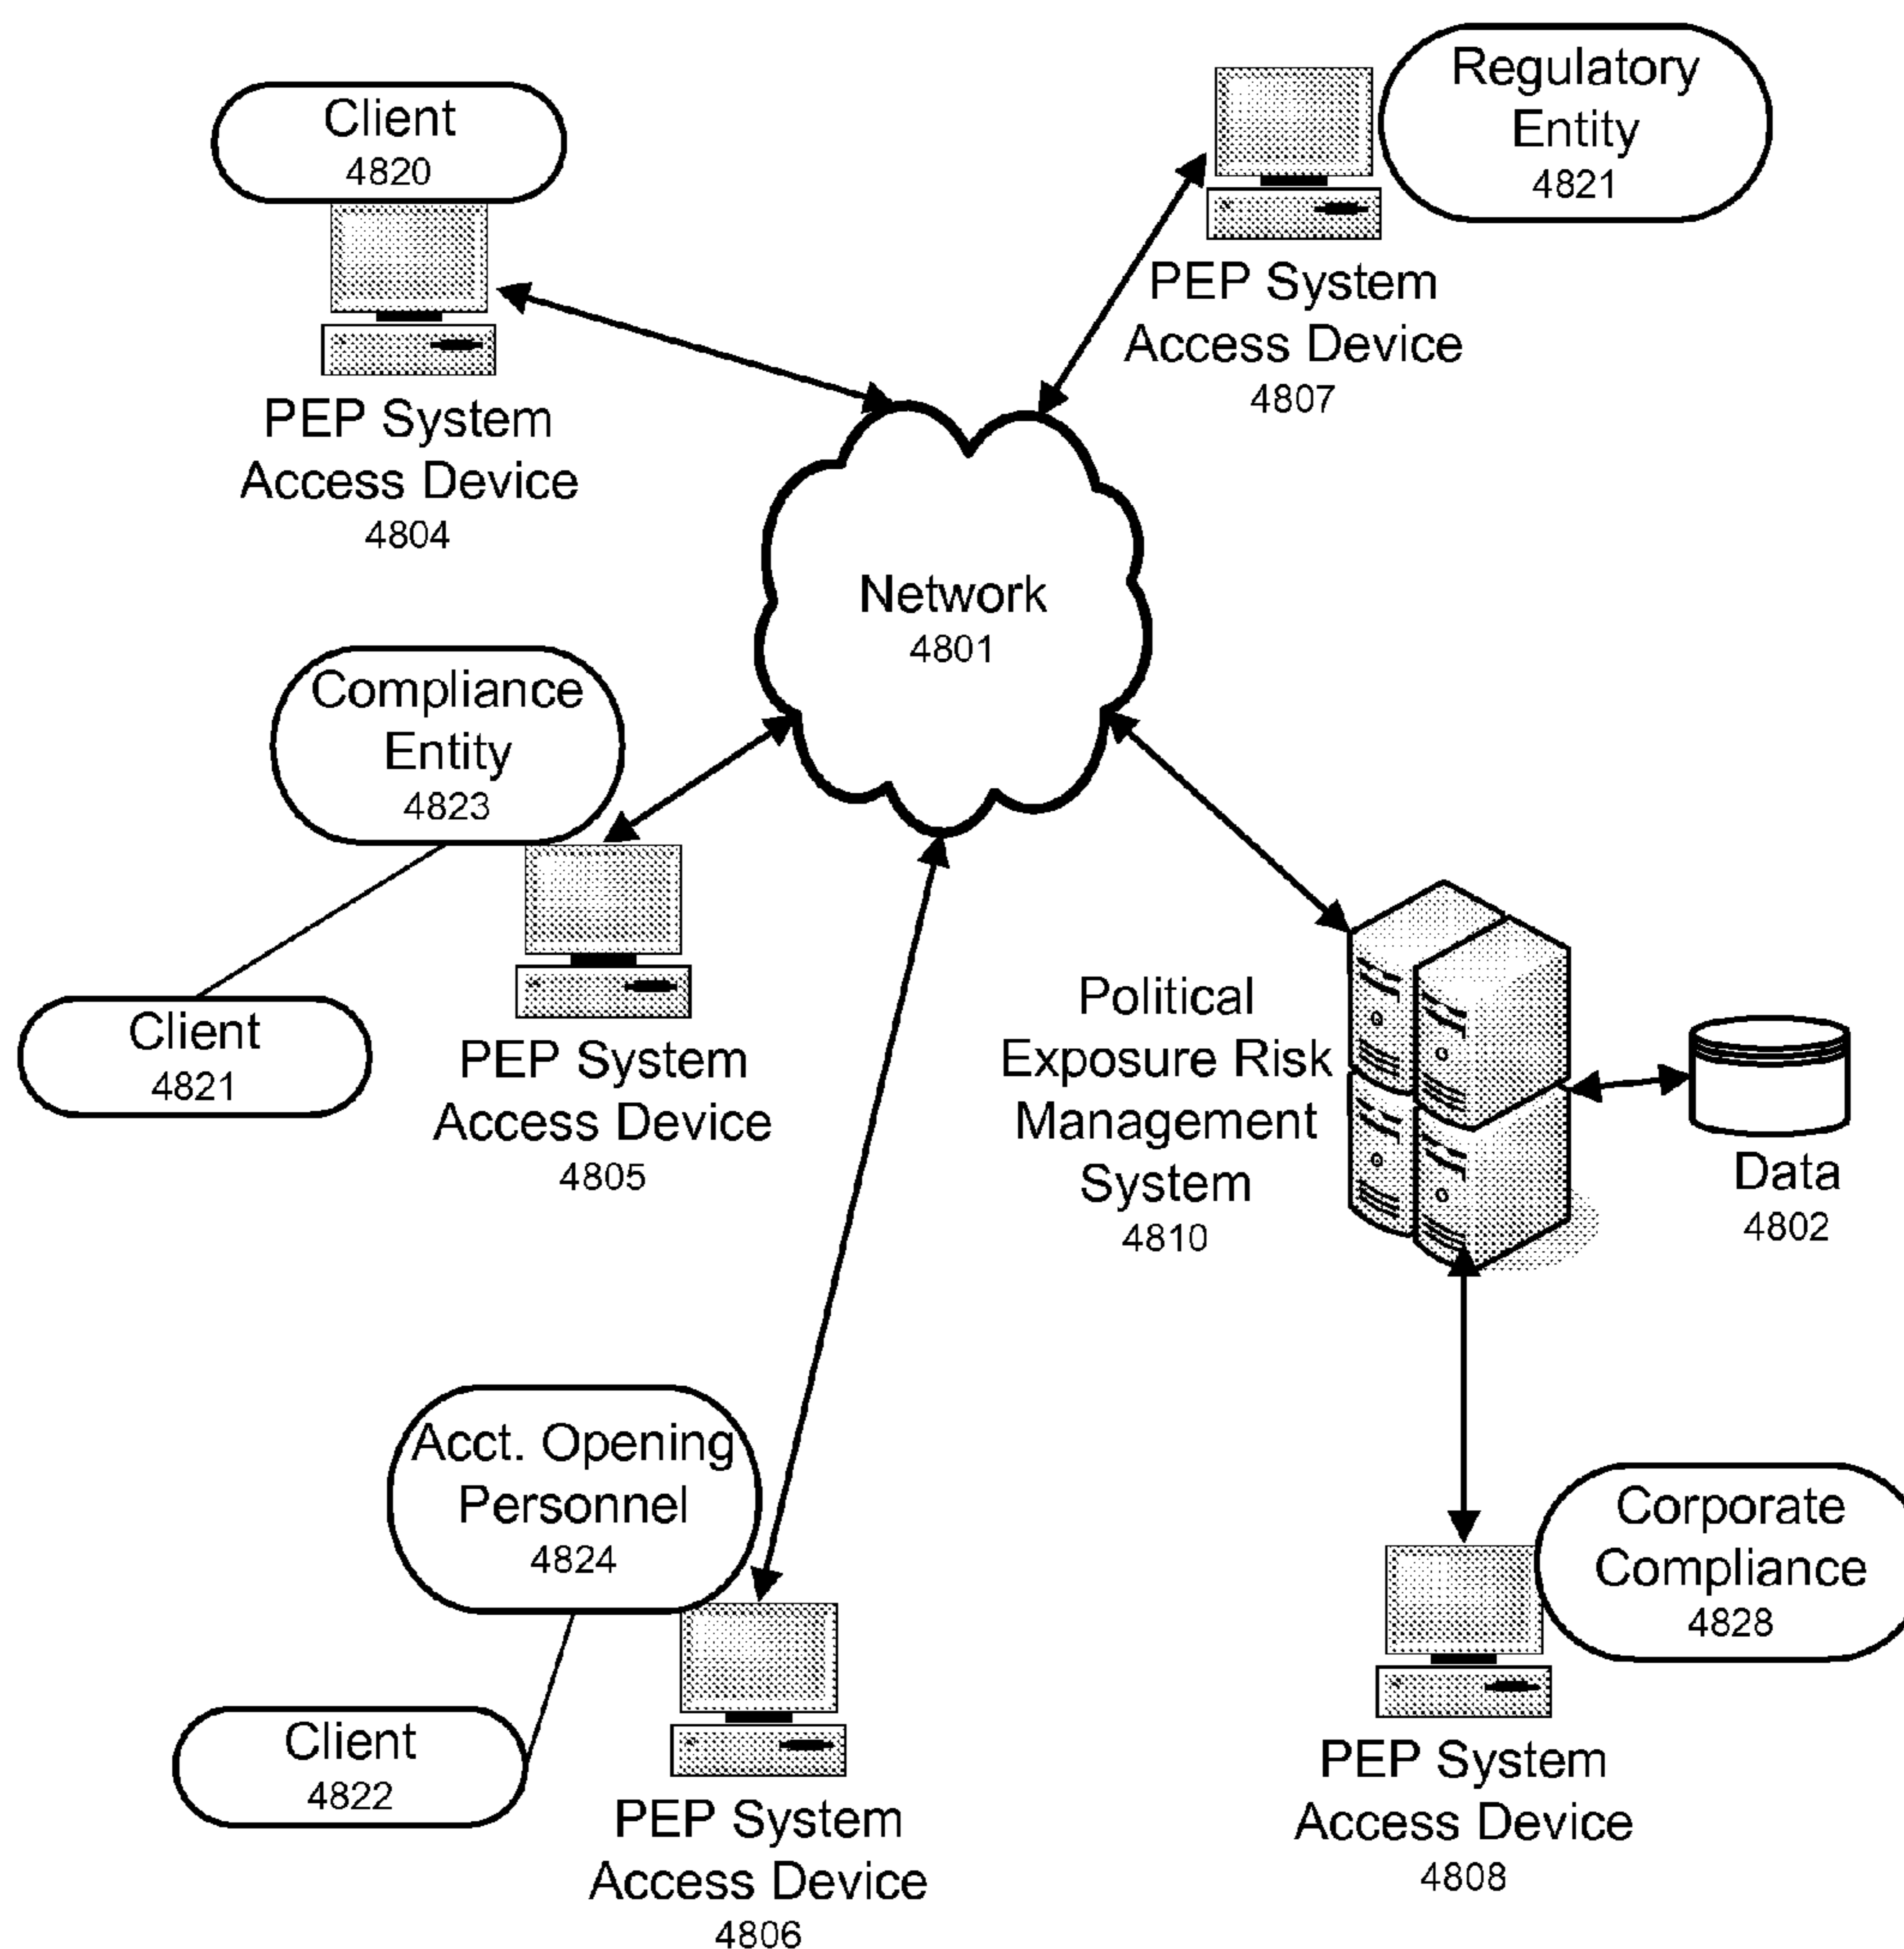 Client
4820
Regulatory
Entity
4821
PEP System
Access Device
4807
PEP System
Access Device
4804
Network
4801
Compliance
Entity
4823
Client
4821
PEP System
Access Device
4805
Political
Exposure Risk
Management
System
4810
Data
4802
Acct. Opening
Personnel
4824
Corporate
Compliance
4828
Client
4822
PEP System
Access Device
4806
PEP System
Access Device
4808